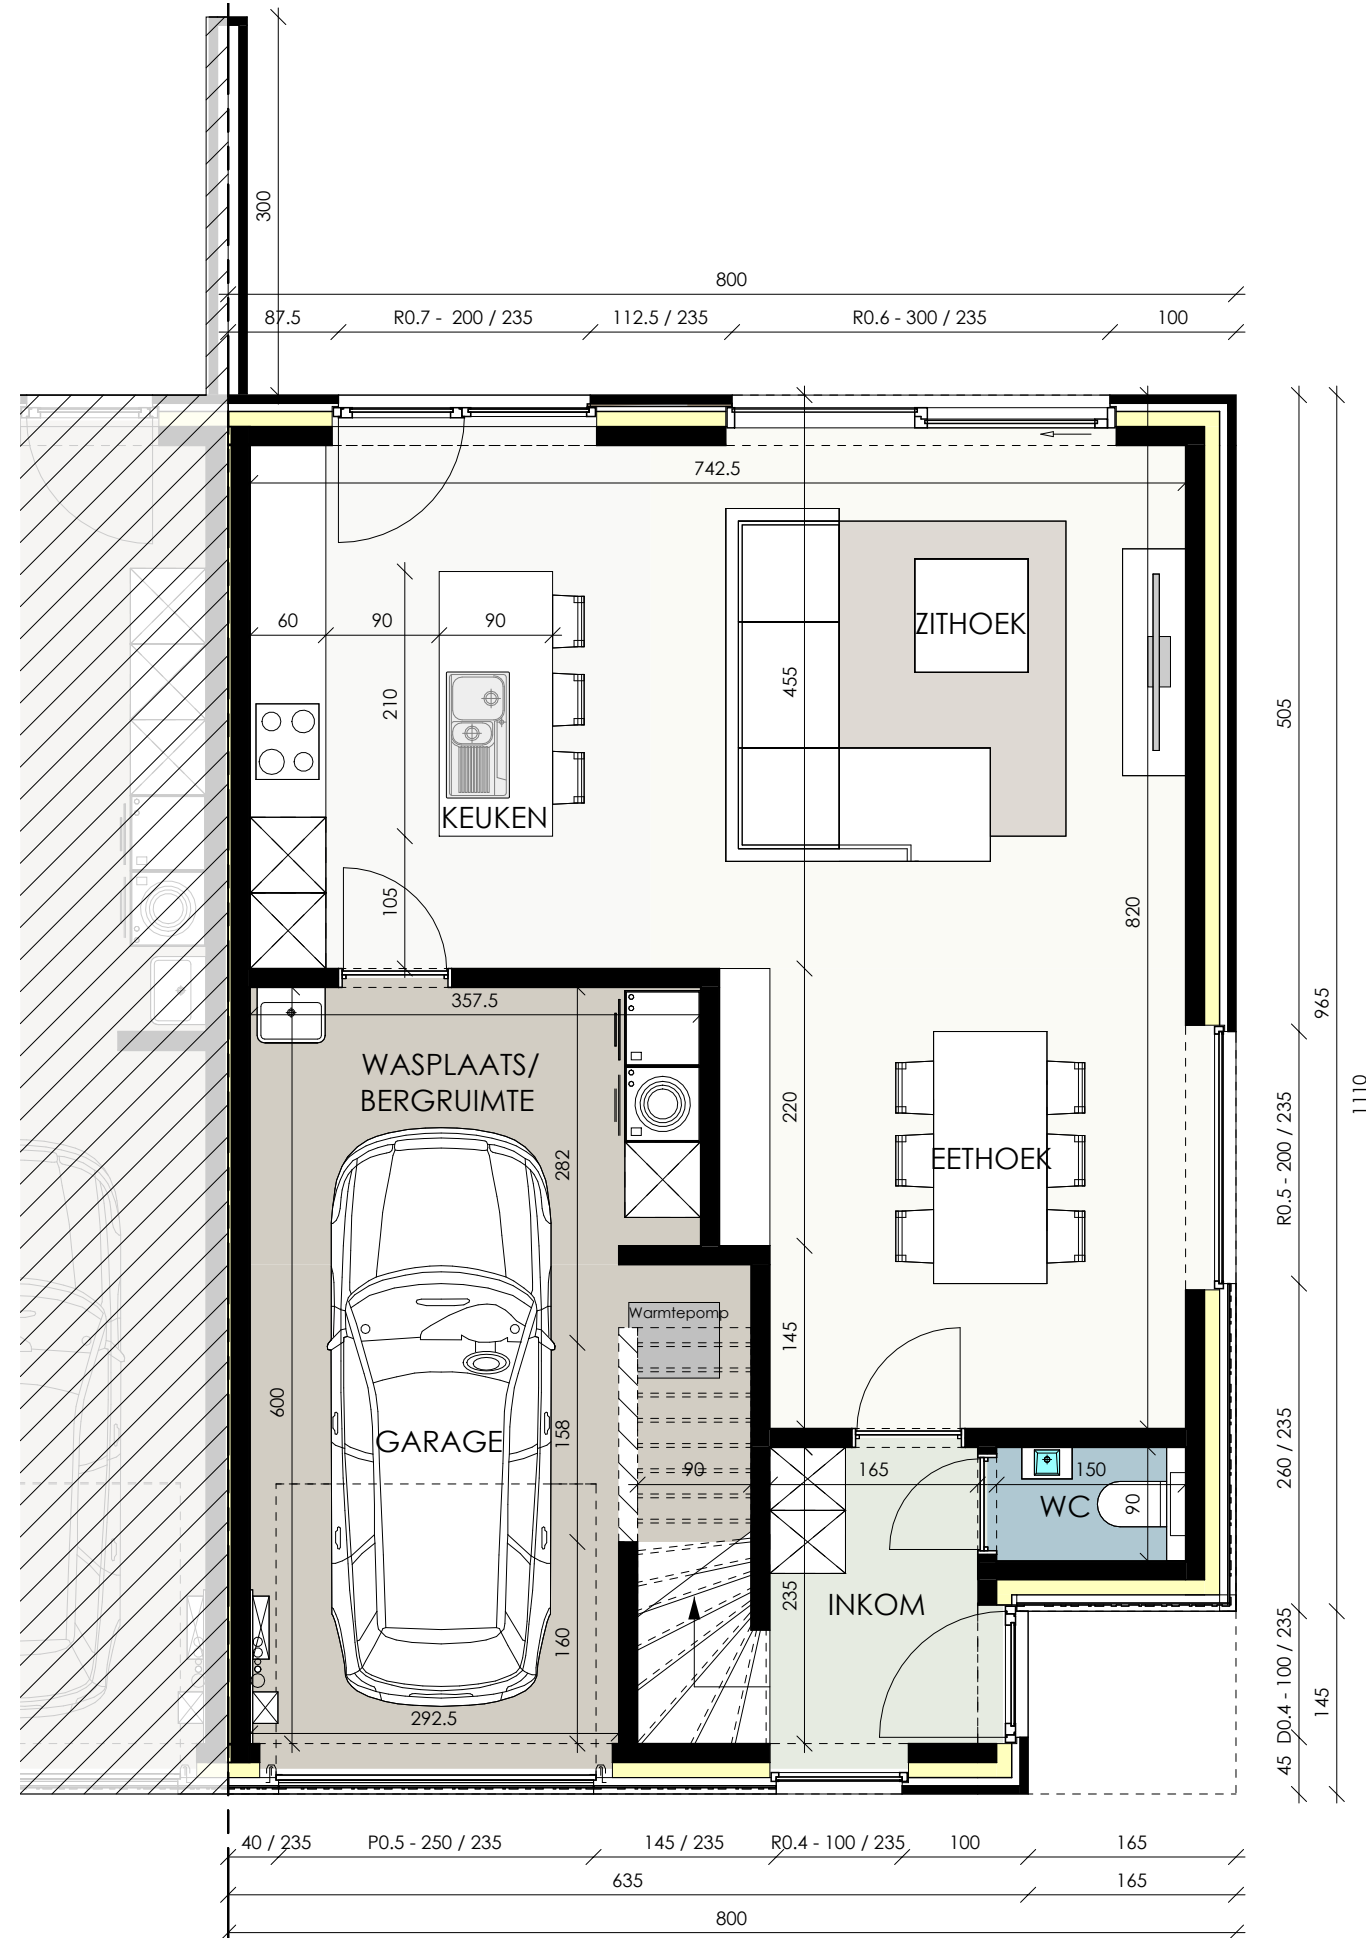 300
800
87.5
R0.7 - 200 / 235
112.5 / 235
R0.6 - 300 / 235
100
742.5
60
90
90
ZITHOEK
455
210
505
KEUKEN
105
820
965
357.5
WASPLAATS/
BERGRUIMTE
220
1110
R0.5 - 200 / 235
282
EETHOEK
Warmtepomp
145
600
GARAGE
158
260 / 235
90
165
150
WC
90
235
INKOM
160
D0.4 - 100 / 235
145
292.5
45
40 / 235
P0.5 - 250 / 235
145 / 235
R0.4 - 100 / 235
100
165
635
165
800